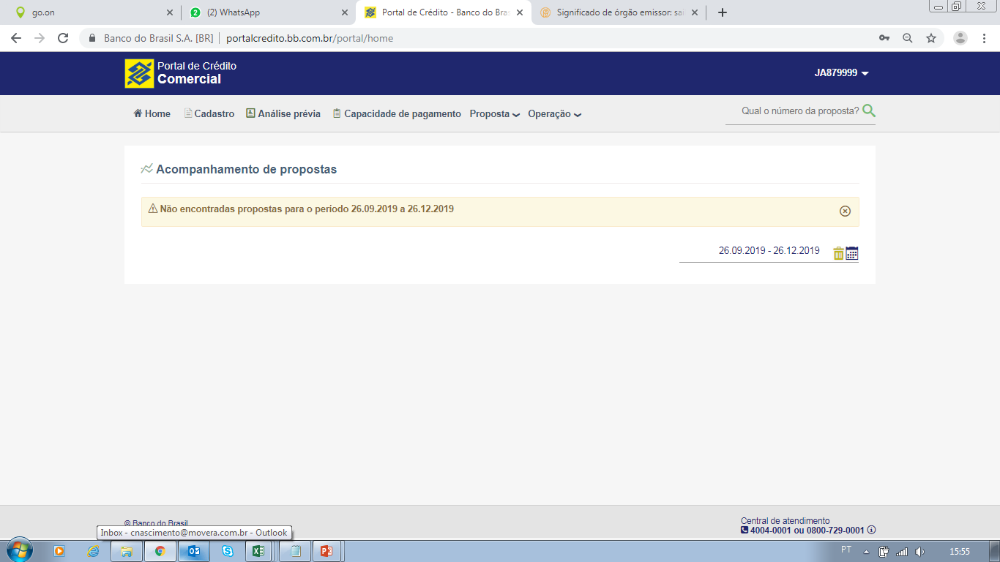 go.on
(2) WhatsApp
Portal de Crédito - Banco do Bras
Significado de órgão emissor: sai
Banco do Brasil S.A. [BR] portalcredito.bb.com.br/portal/home
Portal de Crédito
Comercial
JA879999
Home Cadastro Análise prévia Capacidade de pagamento Proposta Operação
Qual o número da proposta?
Acompanhamento de propostas
Não encontradas propostas para o período 26.09.2019 a 26.12.2019
26.09.2019 - 26.12.2019
© Banco do Brasil
Central de atendimento
4004-0001 ou 0800-729-0001
Inbox - cnascimento@movera.com.br - Outlook
PT
15:55